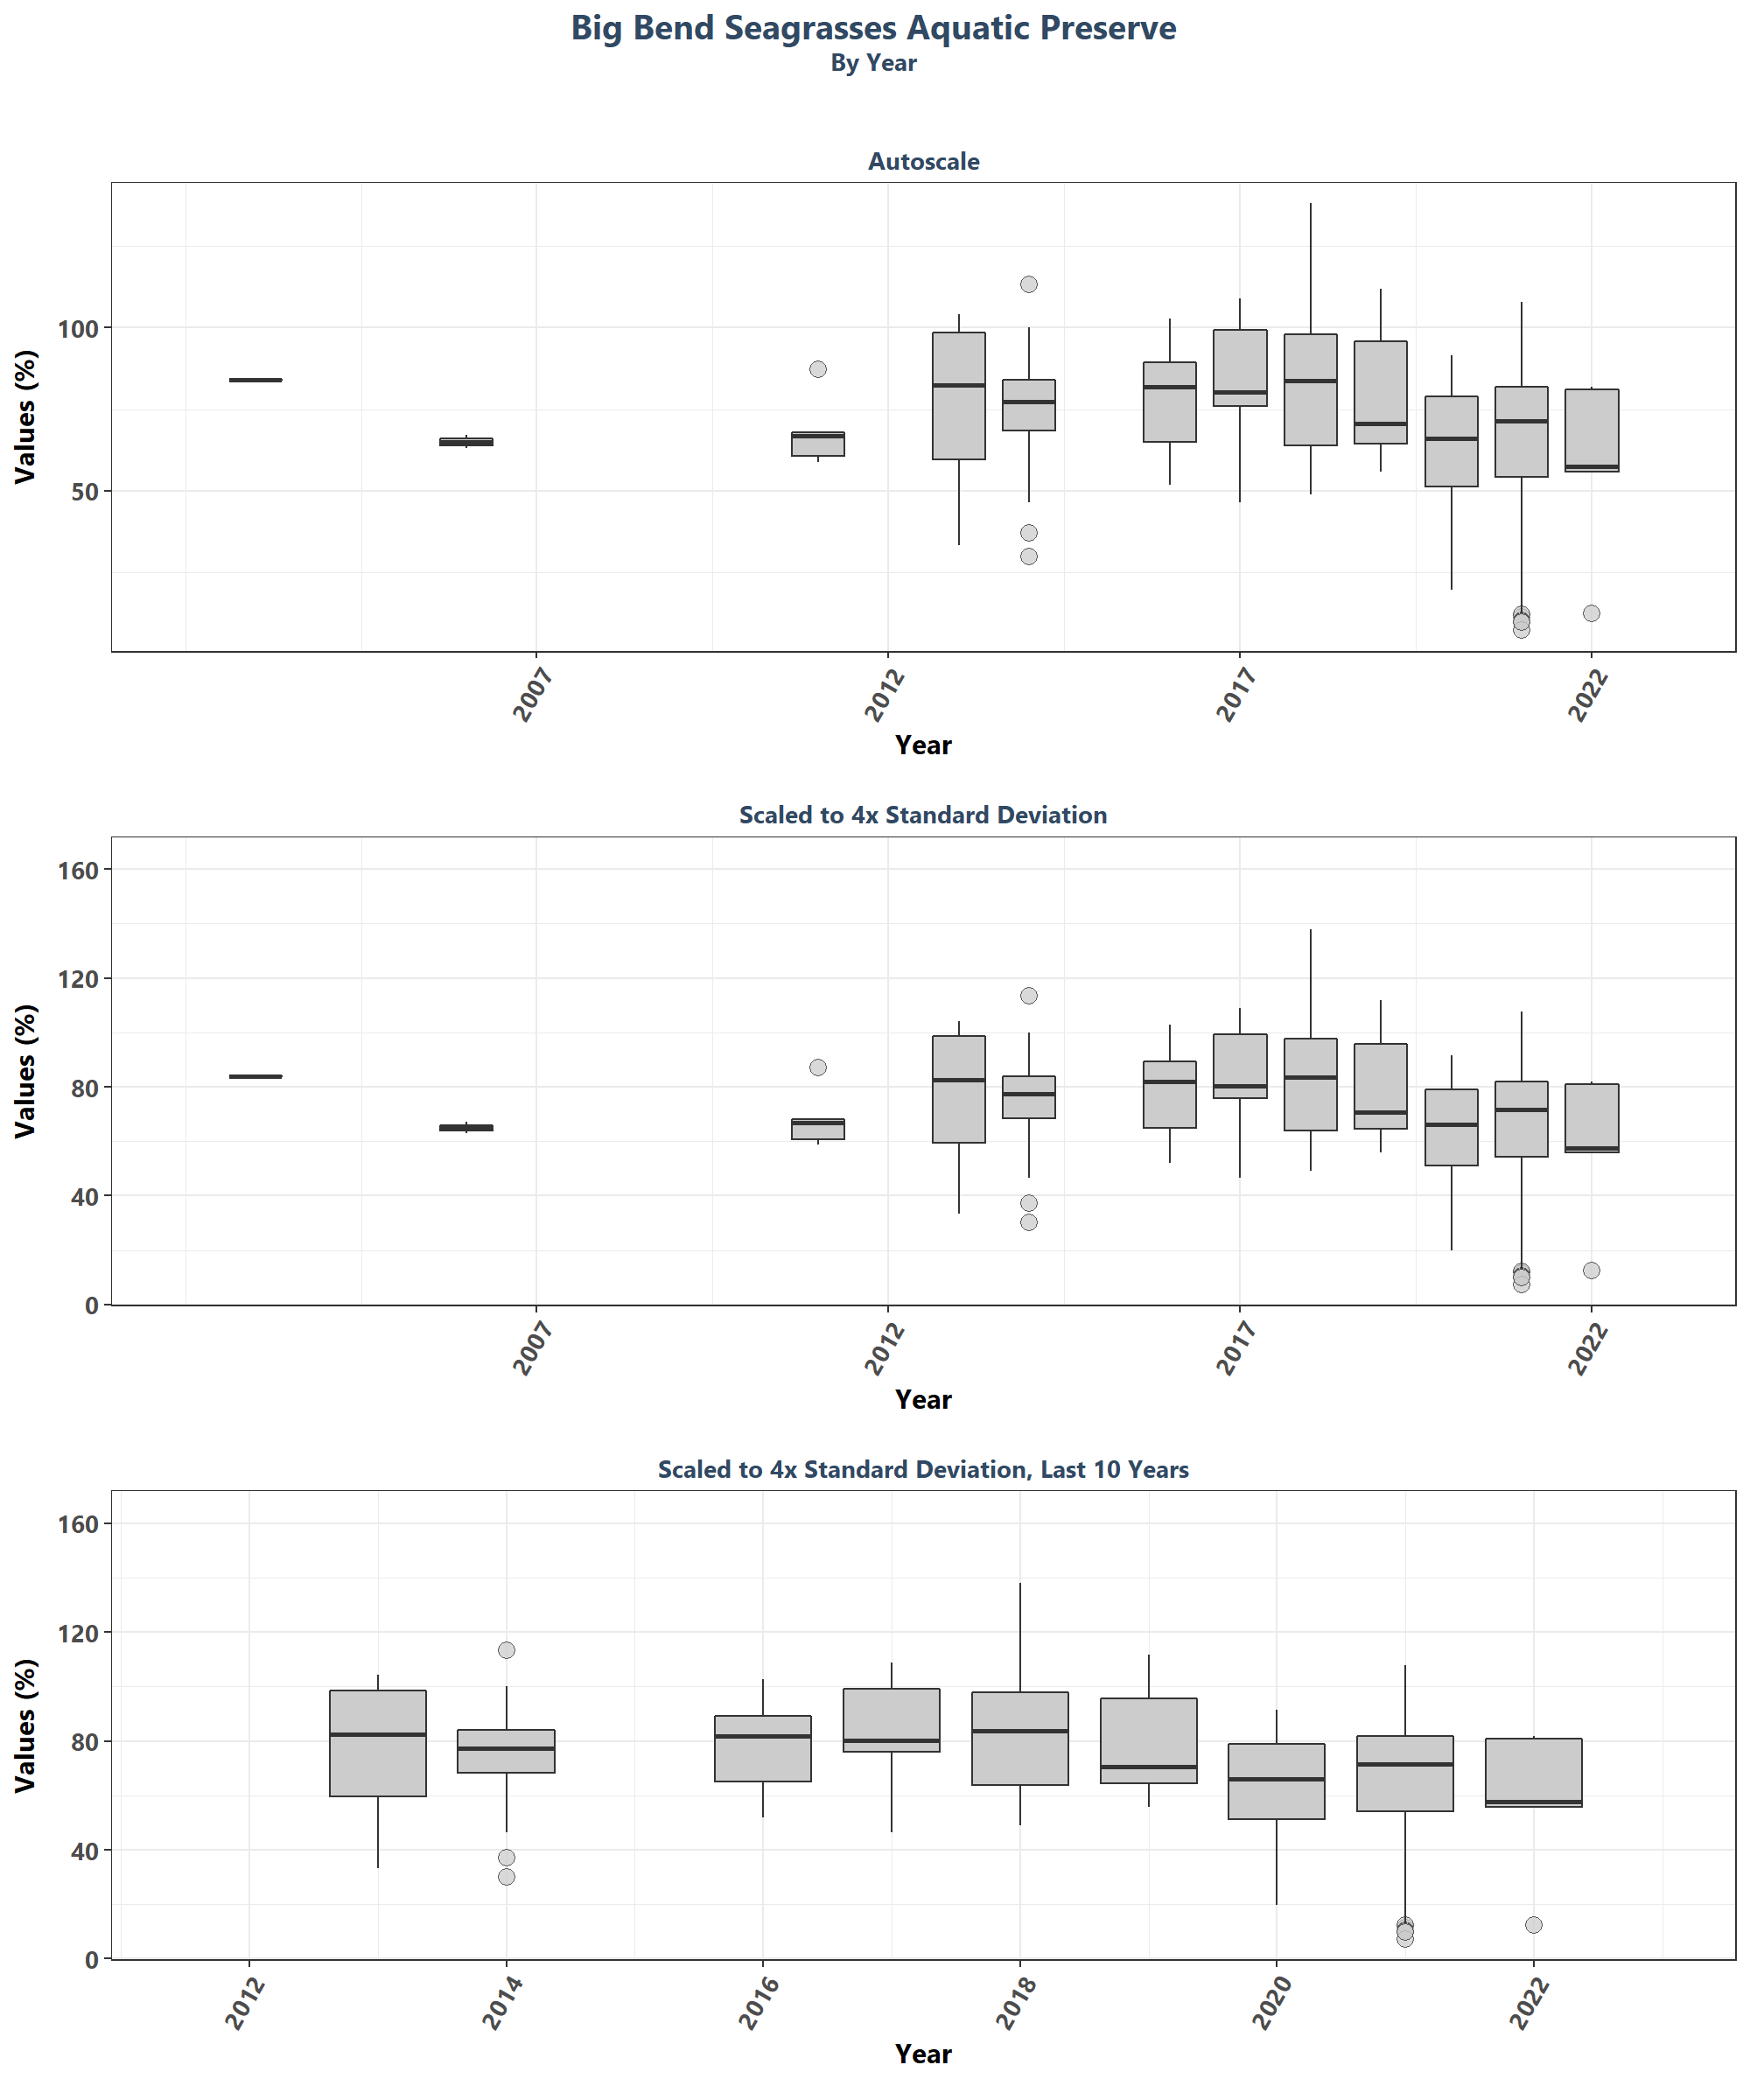 Big Bend Seagrasses Aquatic Preserve
By Year
Autoscale
Values (%)
100
50
2007
2012
2017
2022
Year
Scaled to 4x Standard Deviation
Values (%)
160
120
80
40
0
2007
2012
2017
2022
Year
Scaled to 4x Standard Deviation, Last 10 Years
Values (%)
160
120
80
40
0
2012
2014
2016
2018
2020
2022
Year